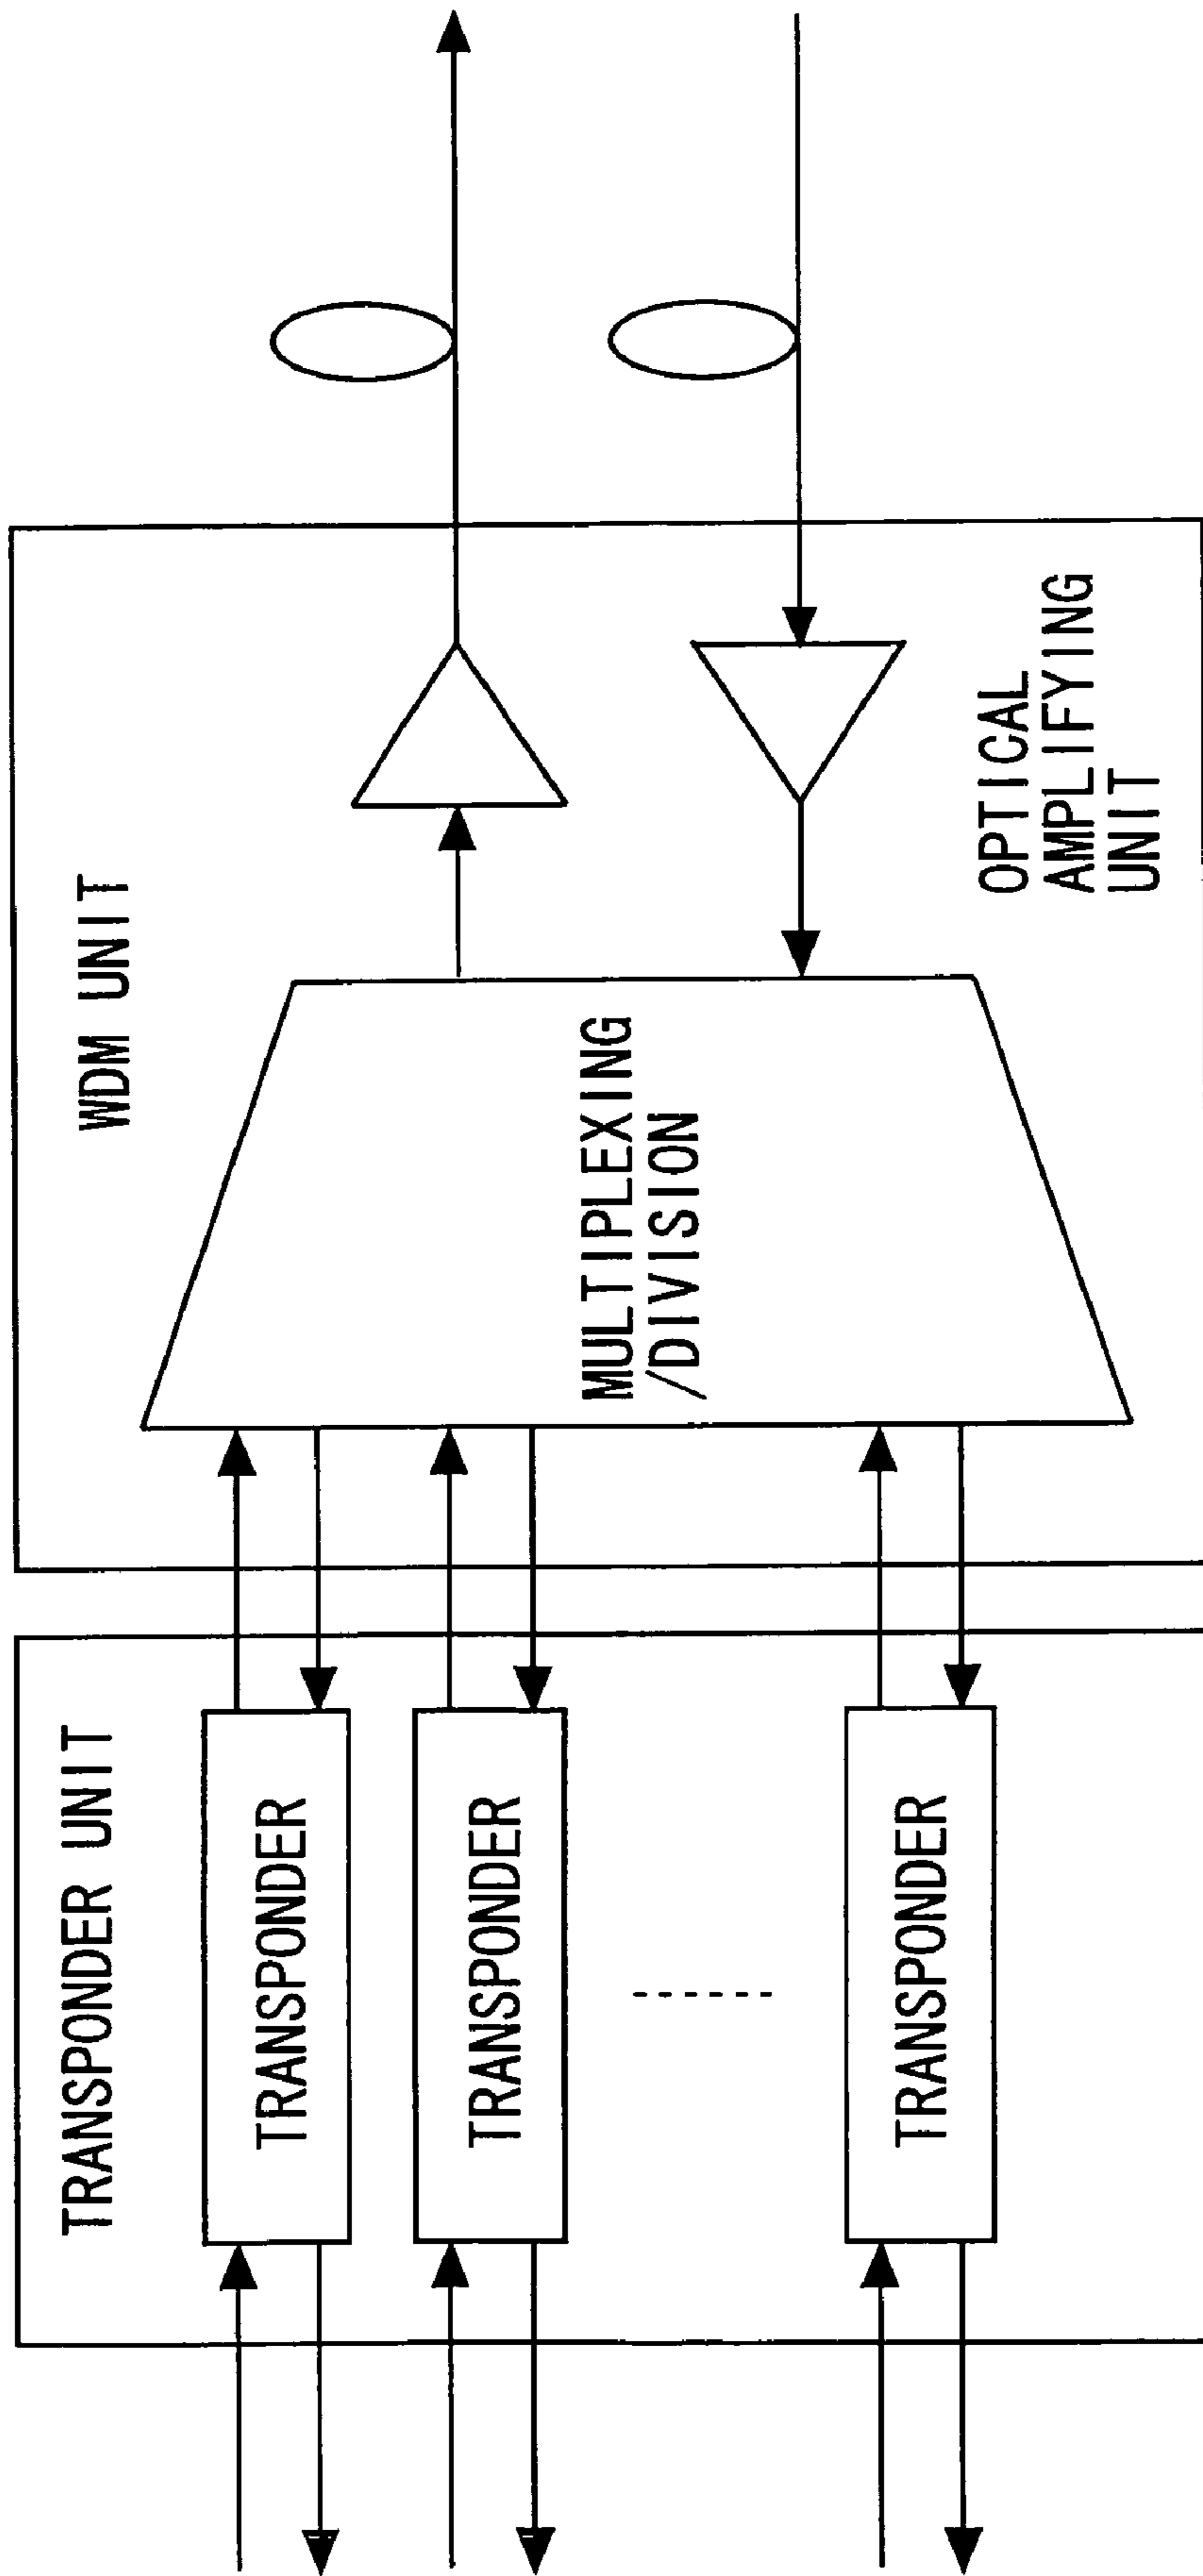 TRANSPONDER UNIT
TRANSPONDER
TRANSPONDER
TRANSPONDER
WDM UNIT
MULTIPLEXING
/DIVISION
OPTICAL
AMPLIFYING
UNIT